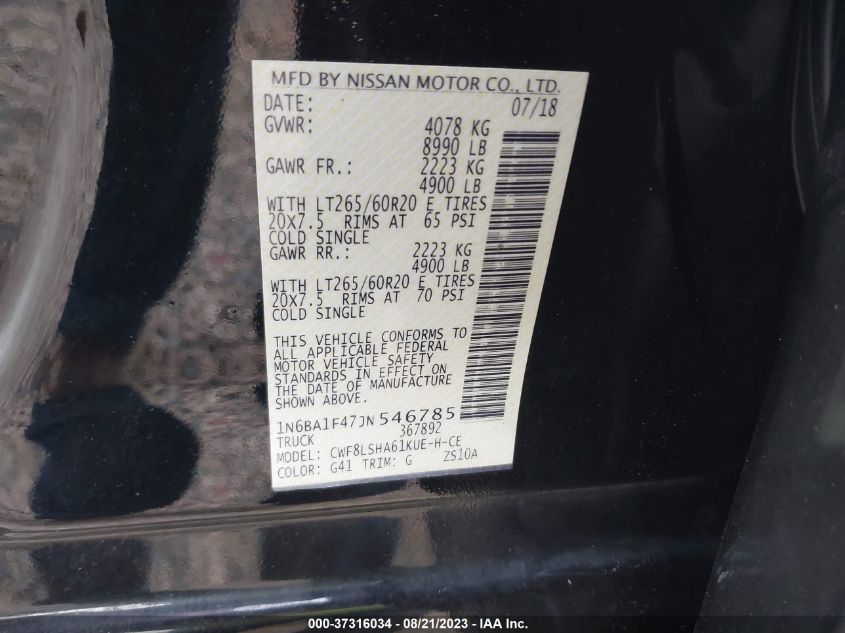 MFD BY NISSAN MOTOR CO., LTD.
DATE: 07/18
GVWR: 4078 KG
8990 LB
GAWR FR.: 2223 KG
4900 LB
WITH LT265/60R20 E TIRES
20X7.5 RIMS AT 65 PSI
COLD SINGLE
GAWR RR.: 2223 KG
4900 LB
WITH LT265/60R20 E TIRES
20X7.5 RIMS AT 70 PSI
COLD SINGLE
THIS VEHICLE CONFORMS TO
ALL APPLICABLE FEDERAL
MOTOR VEHICLE SAFETY
STANDARDS IN EFFECT ON
THE DATE OF MANUFACTURE
SHOWN ABOVE.
1N6BA1F47JN546785
TRUCK 367892
MODEL: CWF8LSHA61KUE-H-CE
COLOR: G41 TRIM: G ZS10A
000-37316034 - 08/21/2023 - IAA Inc.